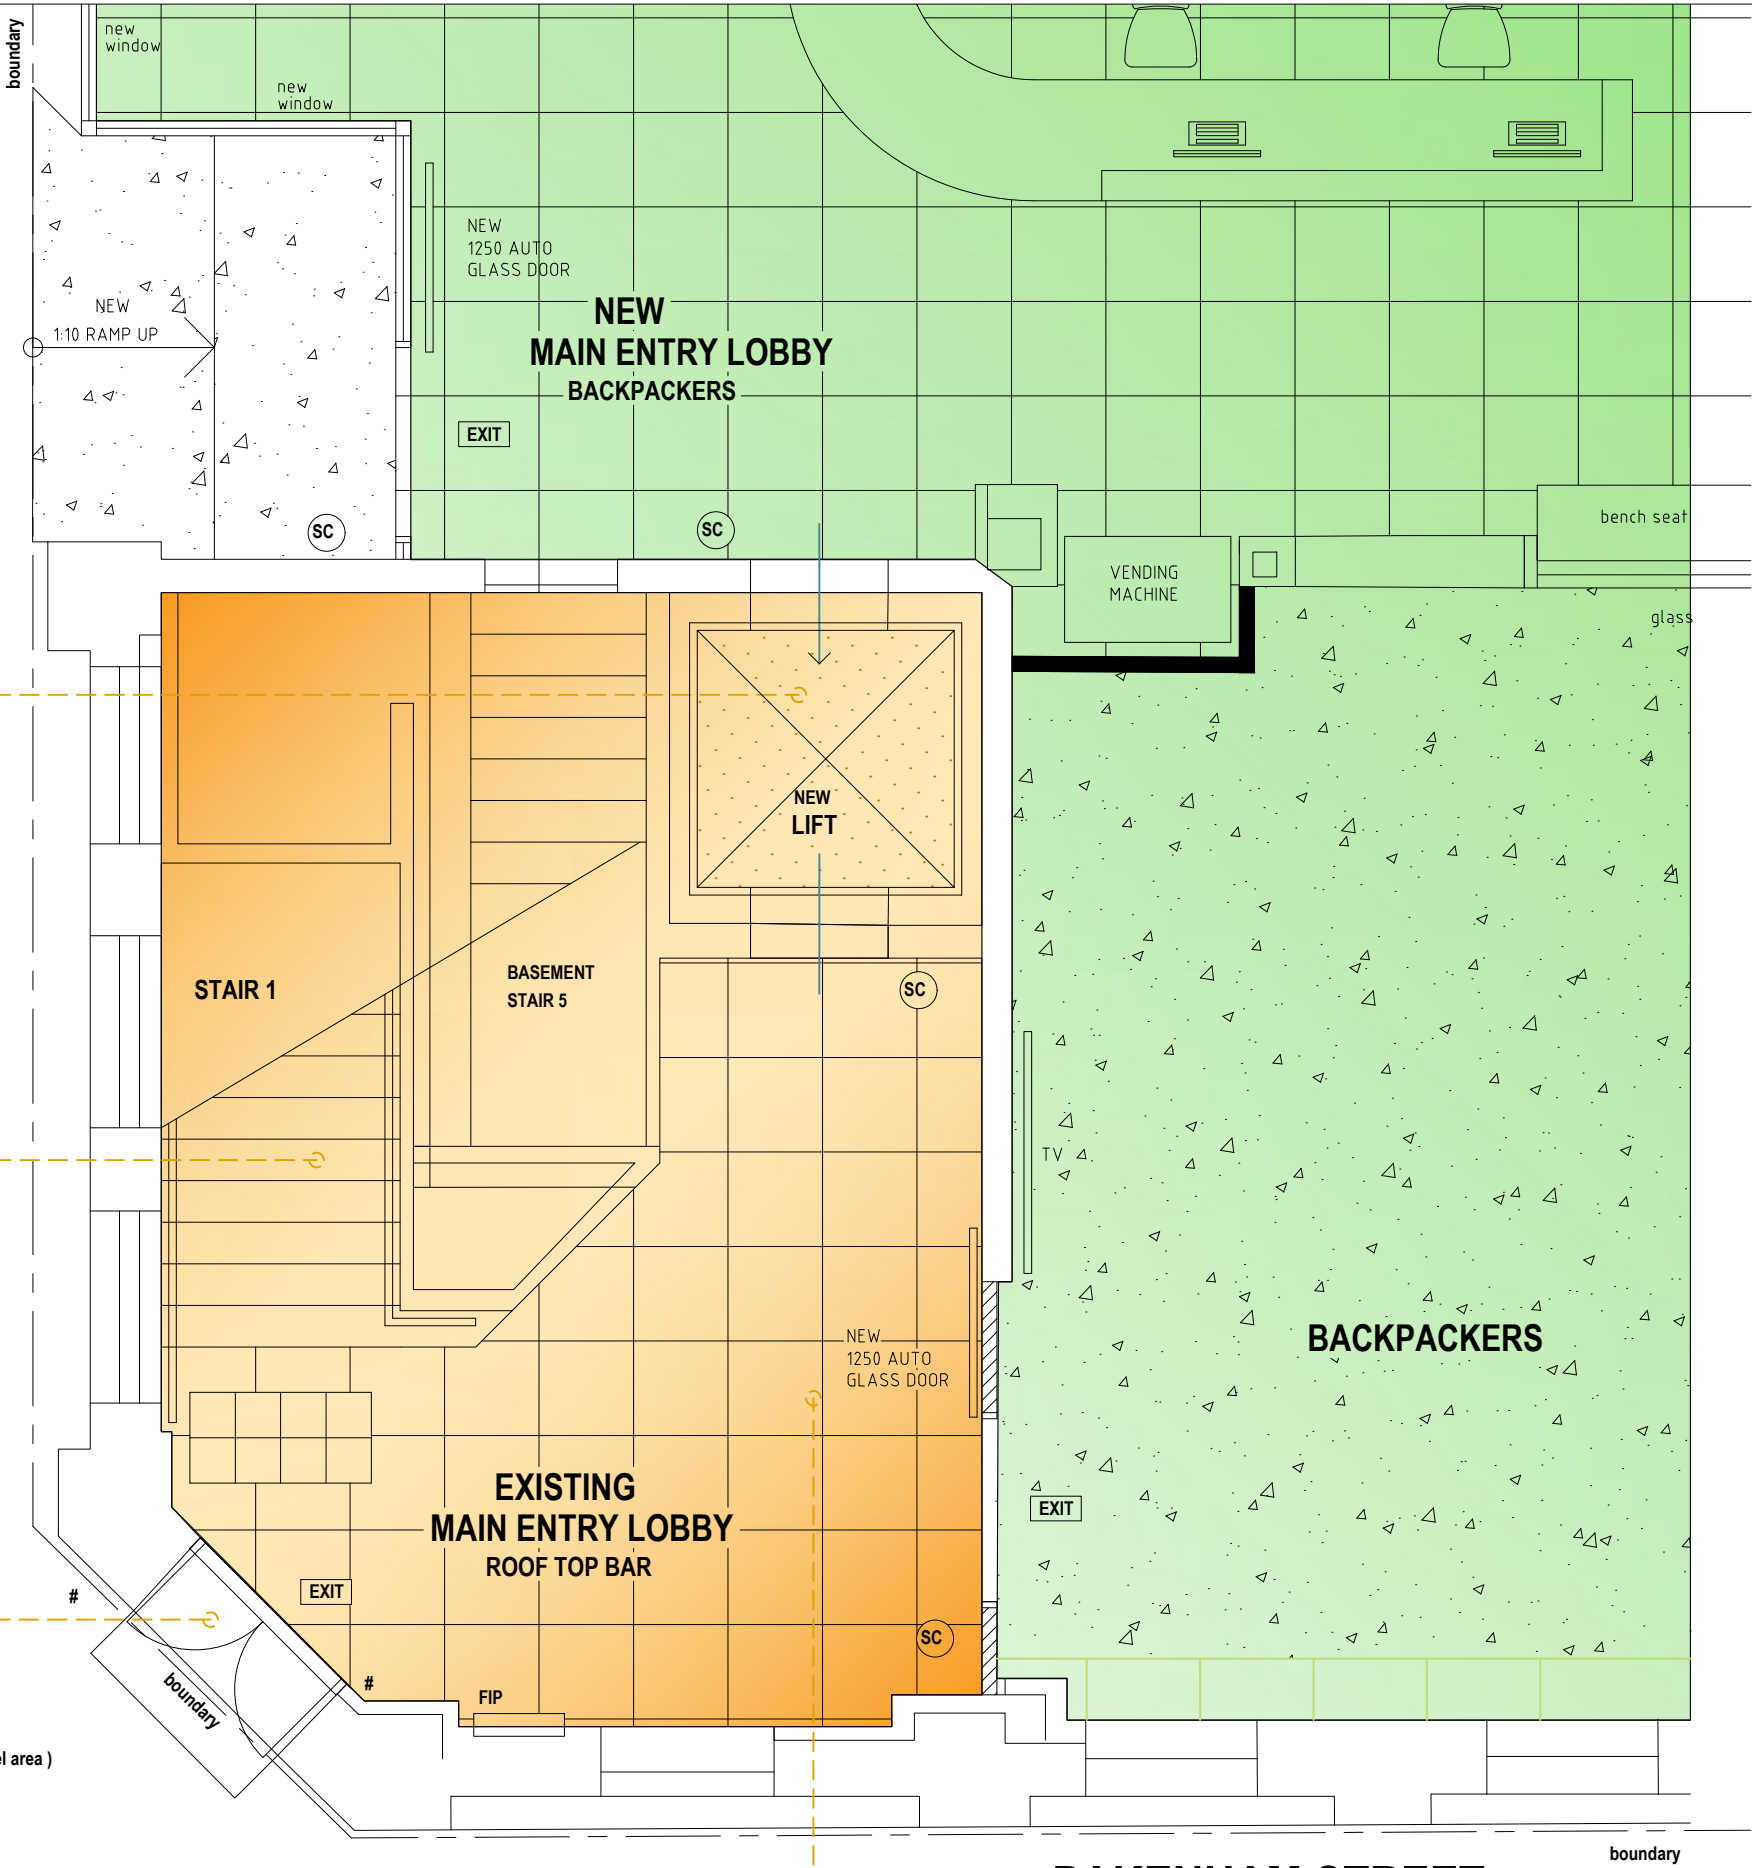 boundary
new
window
new
window
NEW
1250 AUTO
GLASS DOOR
NEW
1:10 RAMP UP
NEW
MAIN ENTRY LOBBY
BACKPACKERS
EXIT
SC
SC
bench seat
VENDING
MACHINE
glass
NEW
LIFT
BASEMENT
STAIR 5
STAIR 1
SC
TV
NEW
1250 AUTO
GLASS DOOR
BACKPACKERS
EXISTING
MAIN ENTRY LOBBY
ROOF TOP BAR
EXIT
EXIT
#
SC
#
FIP
boundary
el area )
boundary